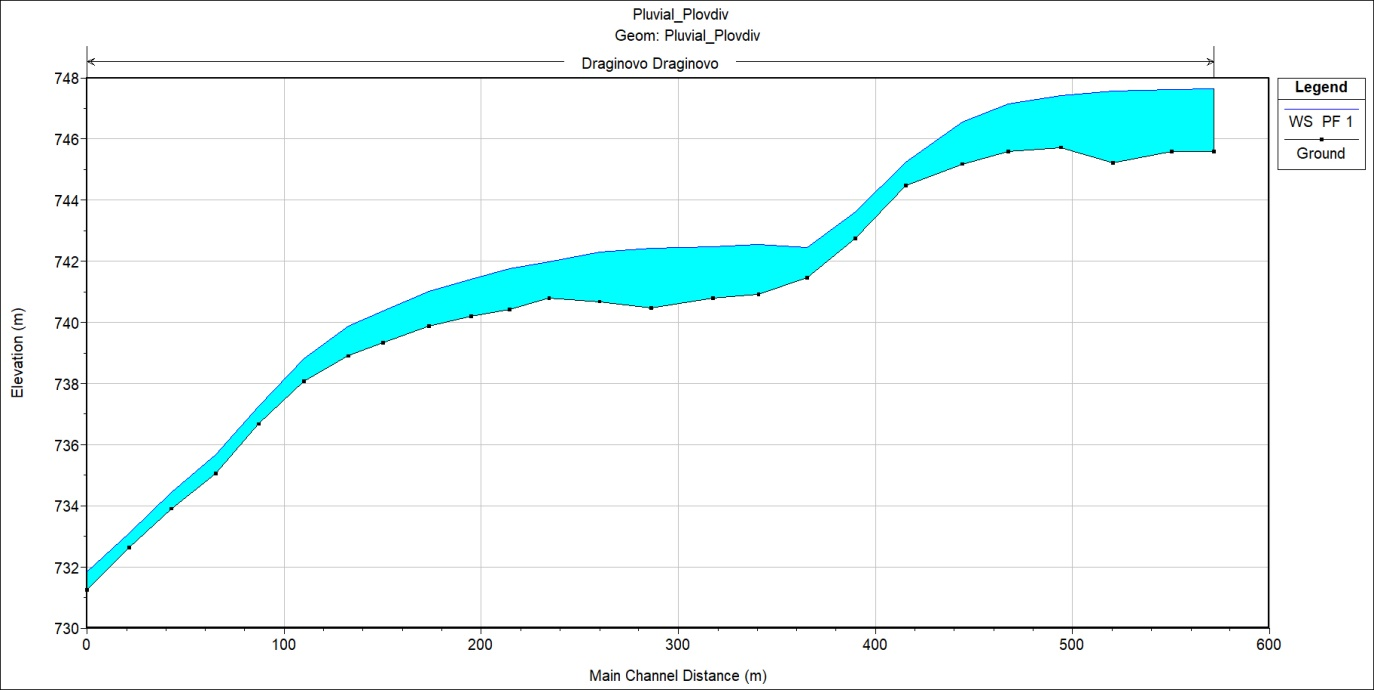 Pluvial_Plovdiv
Geom: Pluvial_Plovdiv
Draginovo Draginovo
Legend
WS PF 1
Ground
Elevation (m)
748
746
744
742
740
738
736
734
732
730
0 100 200 300 400 500 600
Main Channel Distance (m)